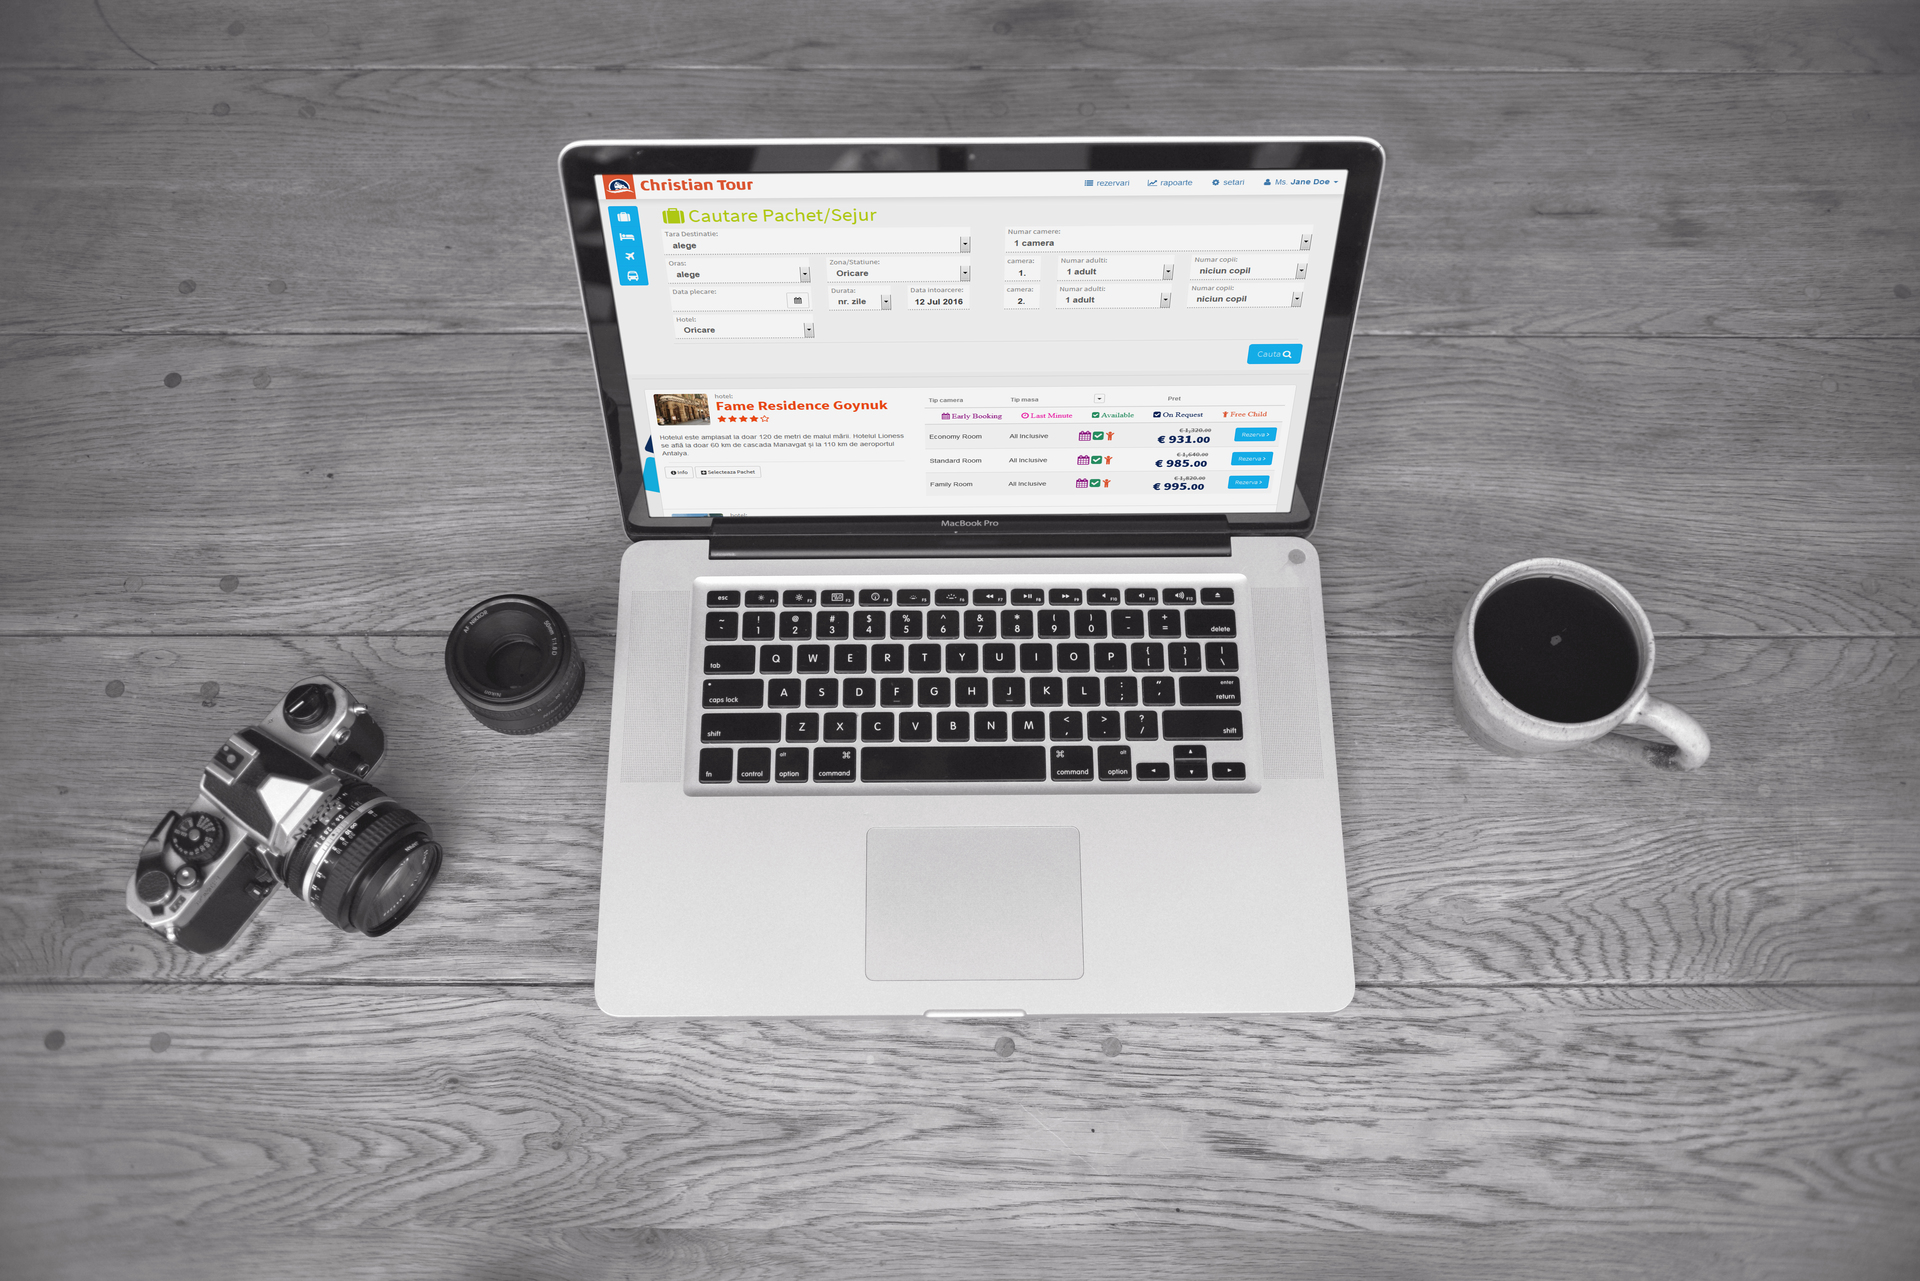 Christian Tour
rezervari rapoarte setari Ms. Jane Doe
Cautare Pachet/Sejur
Tara Destinatie:
alege
Numar camere:
1 camera
Oras:
alege
Zona/Statiune:
Oricare
camera:
1.
Numar adulti:
1 adult
Numar copii:
niciun copil
Data plecare:
Durata:
nr. zile
Data intoarcere:
12 Jul 2016
camera:
2.
Numar adulti:
1 adult
Numar copii:
niciun copil
Hotel:
Oricare
Cauta
hotel:
Fame Residence Goynuk
Hotelul este amplasat la doar 120 de metri de malul mării. Hotelul Lioness
se află la doar 60 km de cascada Manavgat și la 110 km de aeroportul
Antalya.
Info Selecteaza Pachet
Tip camera Tip masa Pret
Early Booking Last Minute Available On Request Free Child
Economy Room All Inclusive € 1,320.00 € 931.00 Rezerva >
Standard Room All Inclusive € 1,640.00 € 985.00 Rezerva >
Family Room All Inclusive € 1,820.00 € 995.00 Rezerva >
hotel:
MacBook Pro
esc F1 F2 F3 F4 F5 F6 F7 F8 F9 F10 F11 F12
~ ! @ # $ % ^ & * ( ) _ +
` 1 2 3 4 5 6 7 8 9 0 - = delete
tab Q W E R T Y U I O P { [ } ] | \
caps lock A S D F G H J K L : ; " ' enter return
shift Z X C V B N M < , > . ? / shift
fn control alt option ⌘ command ⌘ command alt option
AF NIKKOR
50mm 1:1.8D
Nikon